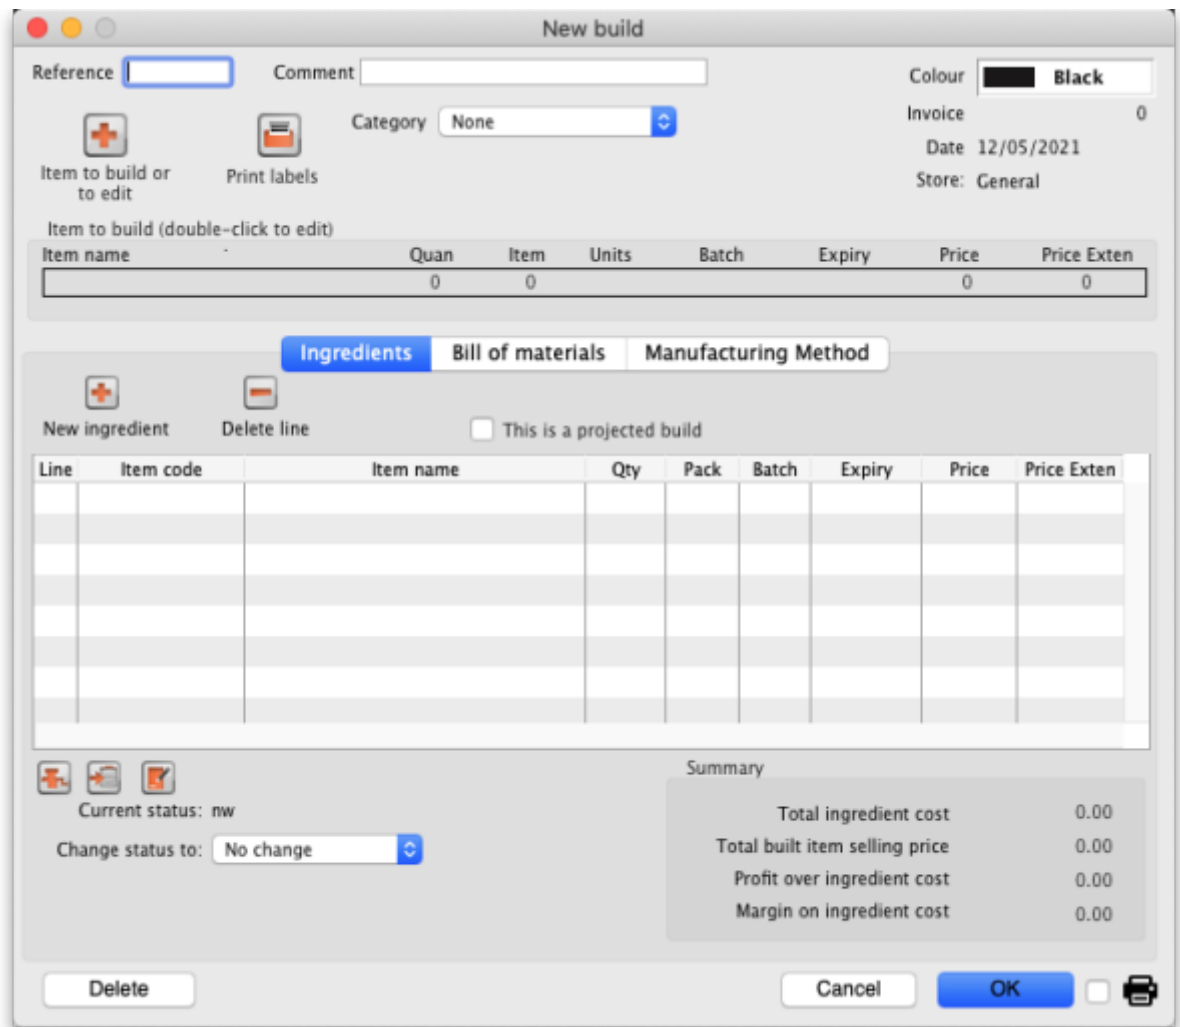 New build
Reference Comment Colour Black
Category None Invoice 0
Date 12/05/2021
Item to build or to edit Print labels Store: General
Item to build (double-click to edit)
Item name Quan Item Units Batch Expiry Price Price Exten
0 0 0 0
Ingredients Bill of materials Manufacturing Method
New ingredient Delete line This is a projected build
Line Item code Item name Qty Pack Batch Expiry Price Price Exten
Summary
Current status: nw Total ingredient cost 0.00
Change status to: No change Total built item selling price 0.00
Profit over ingredient cost 0.00
Margin on ingredient cost 0.00
Delete Cancel OK